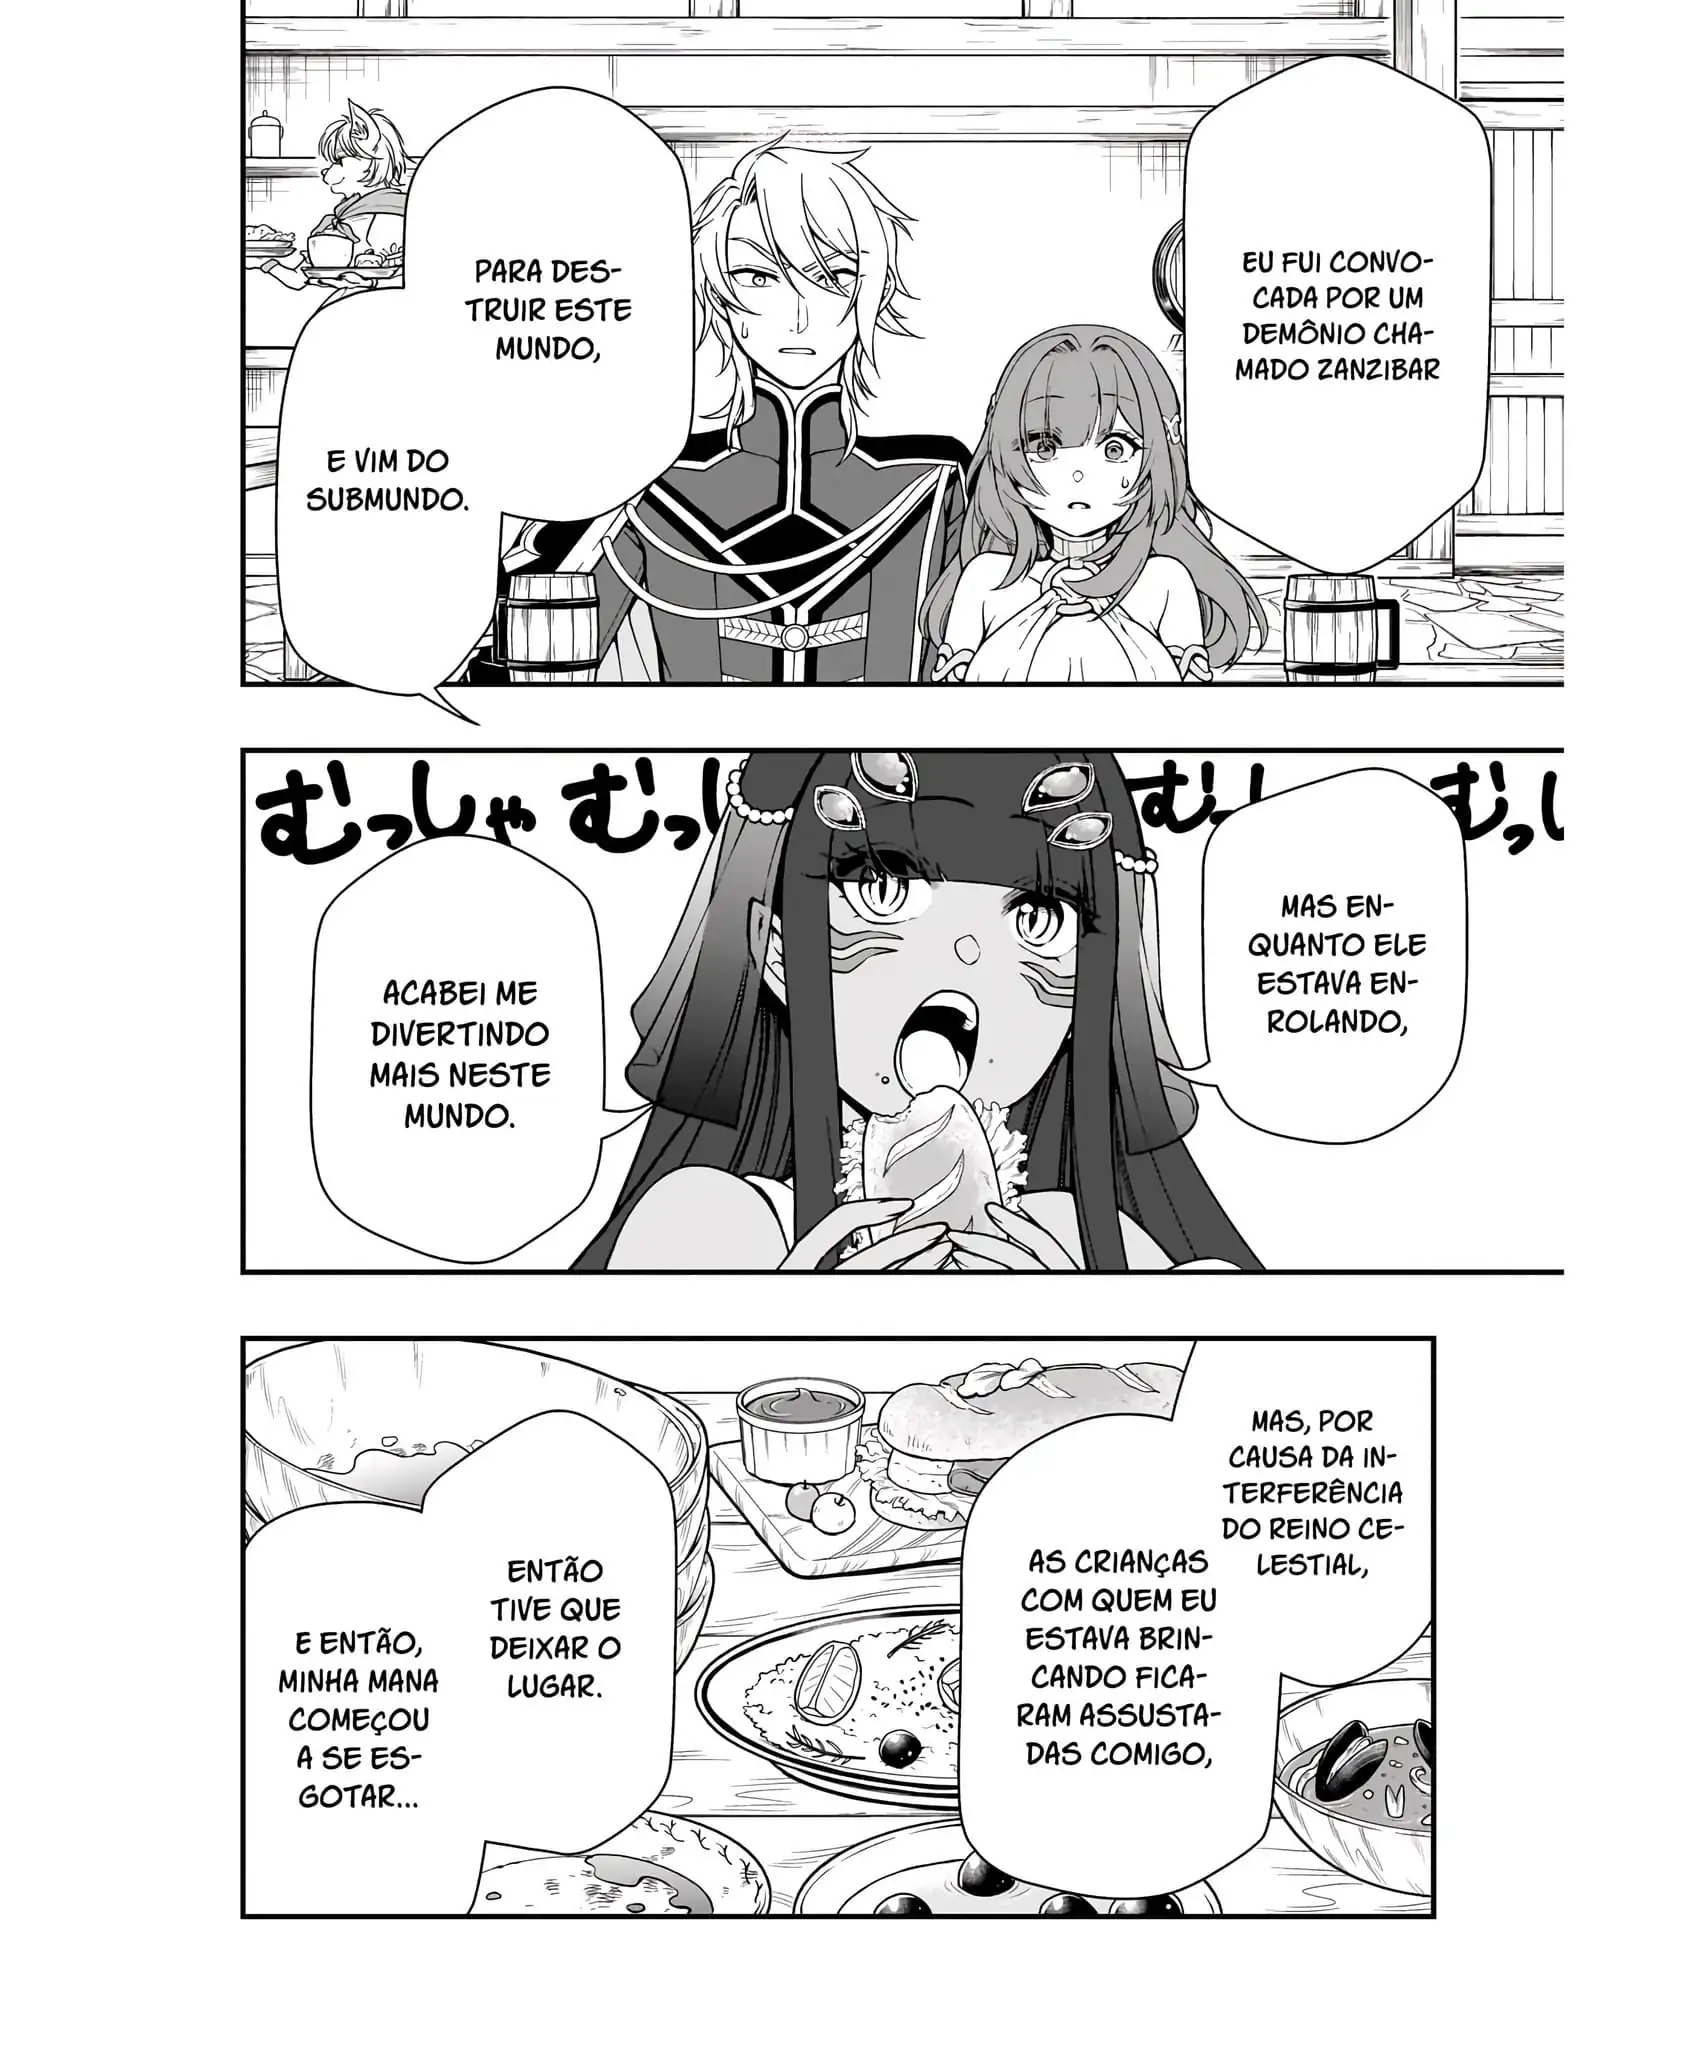 EU FUI CONVO-
CADA POR UM
DEMÔNIO CHA-
MADO ZANZIBAR
PARA DES-
TRUIR ESTE
MUNDO,
E VIM DO
SUBMUNDO.
むっしゃ むっし むっし むっし
MAS EN-
QUANTO ELE
ESTAVA EN-
ROLANDO,
ACABEI ME
DIVERTINDO
MAIS NESTE
MUNDO.
MAS, POR
CAUSA DA IN-
TERFERÊNCIA
DO REINO CE-
LESTIAL,
AS CRIANÇAS
COM QUEM EU
ESTAVA BRIN-
CANDO FICA-
RAM ASSUSTA-
DAS COMIGO,
ENTÃO
TIVE QUE
DEIXAR O
LUGAR.
E ENTÃO,
MINHA MANA
COMEÇOU
A SE ES-
GOTAR...